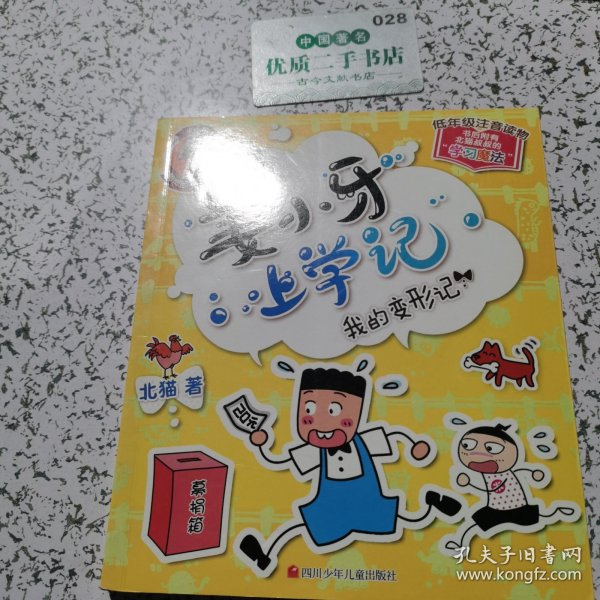 028
中国著名
优质二手书店
古今文献书店
低年级注音读物
书后附有
北猫叔叔的
“学习魔法”
小牙
上学记
我的变形记
北猫 著
20元
募捐箱
四川少年儿童出版社
孔夫子旧书网
www.kongfz.com